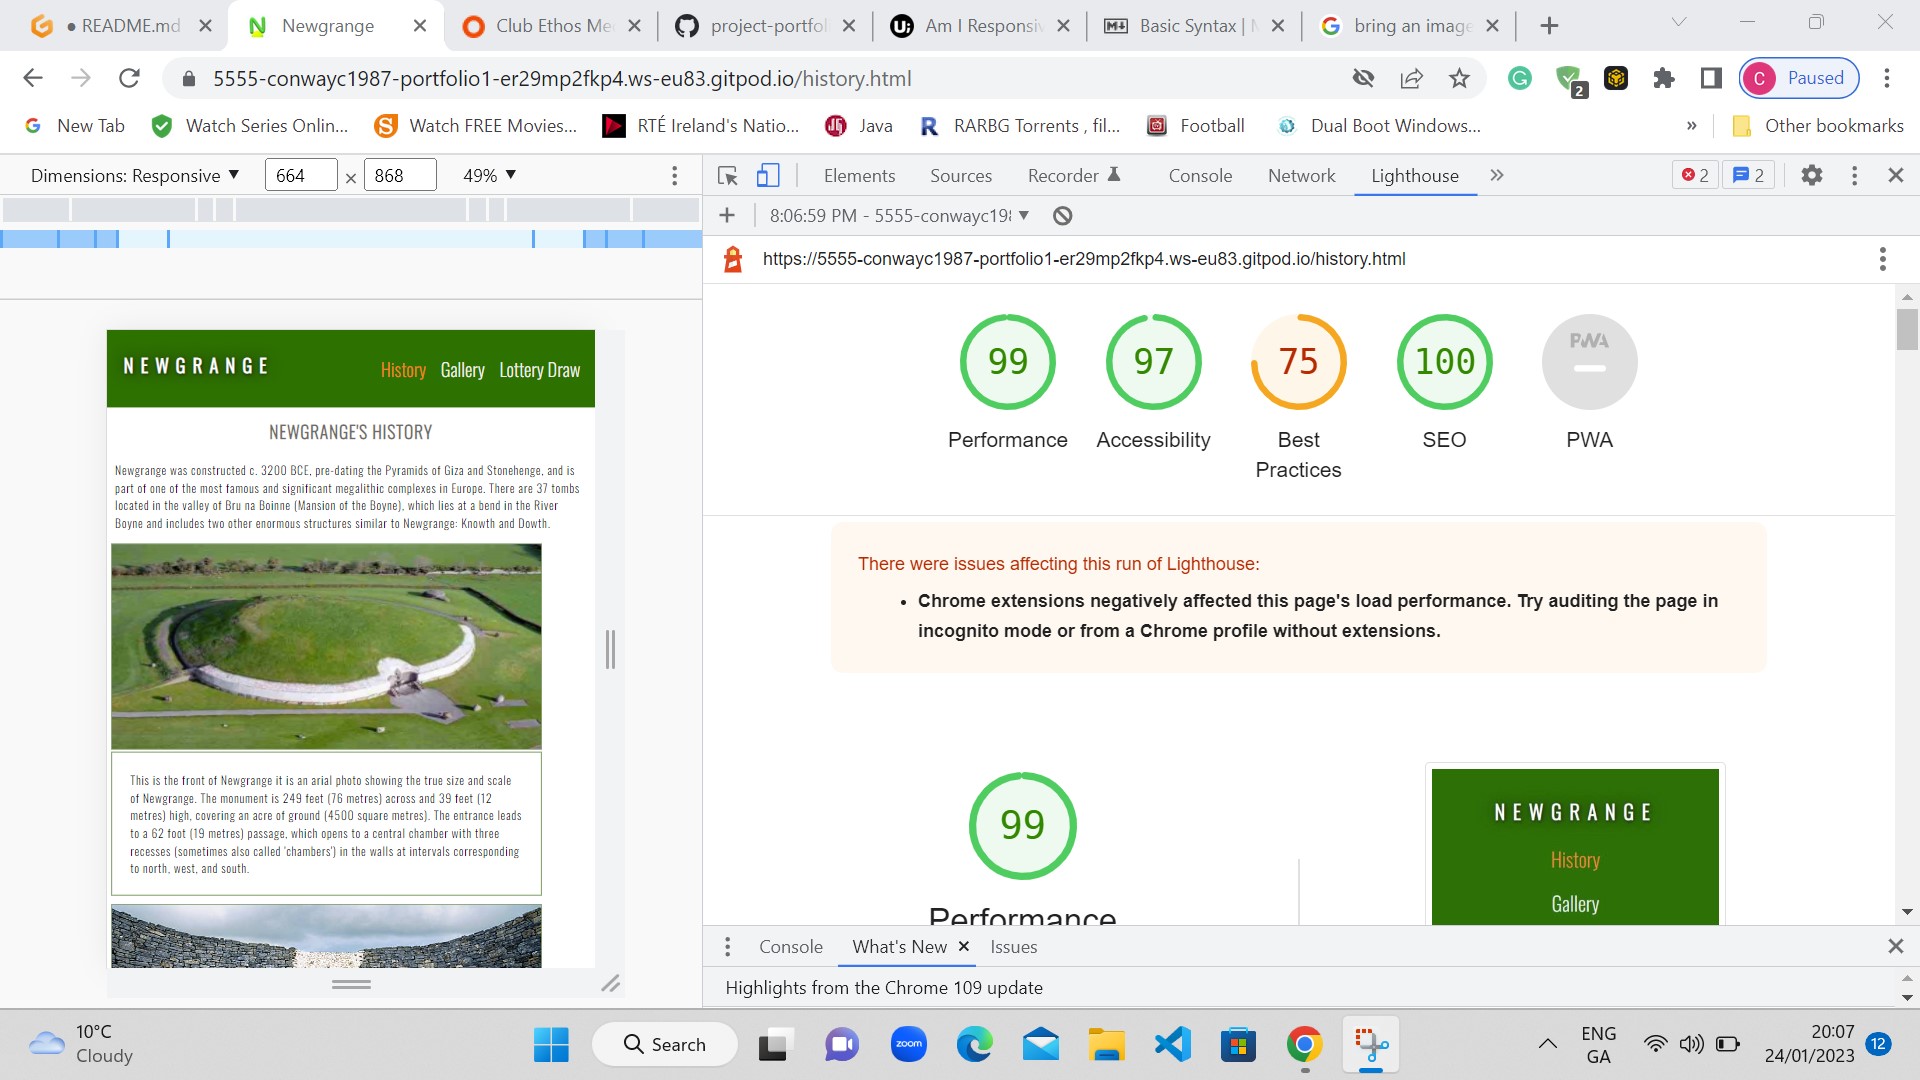 ● README.md
Newgrange
Club Ethos Me
project-portfol
Am I Responsiv
Basic Syntax | M
bring an image
5555-conwayc1987-portfolio1-er29mp2fkp4.ws-eu83.gitpod.io/history.html
2
C
Paused
New Tab
Watch Series Onlin...
Watch FREE Movies...
RTÉ Ireland's Natio...
Java
RARBG Torrents , fil...
Football
Dual Boot Windows...
»
Other bookmarks
Dimensions: Responsive
664
×
868
49%
Elements
Sources
Recorder
Console
Network
Lighthouse
»
2
2
8:06:59 PM - 5555-conwayc198
https://5555-conwayc1987-portfolio1-er29mp2fkp4.ws-eu83.gitpod.io/history.html
NEWGRANGE
History Gallery Lottery Draw
NEWGRANGE'S HISTORY
Newgrange was constructed c. 3200 BCE, pre-dating the Pyramids of Giza and Stonehenge, and is
part of one of the most famous and significant megalithic complexes in Europe. There are 37 tombs
located in the valley of Bru na Boinne (Mansion of the Boyne), which lies at a bend in the River
Boyne and includes two other enormous structures similar to Newgrange: Knowth and Dowth.
This is the front of Newgrange it is an arial photo showing the true size and scale
of Newgrange. The monument is 249 feet (76 metres) across and 39 feet (12
metres) high, covering an acre of ground (4500 square metres). The entrance leads
to a 62 foot (19 metres) passage, which opens to a central chamber with three
recesses (sometimes also called 'chambers') in the walls at intervals corresponding
to north, west, and south.
99
97
75
100
PWA
Performance
Accessibility
Best
Practices
SEO
PWA
There were issues affecting this run of Lighthouse:
• Chrome extensions negatively affected this page's load performance. Try auditing the page in
incognito mode or from a Chrome profile without extensions.
99
Performance
NEWGRANGE
History
Gallery
Console
What's New
Issues
Highlights from the Chrome 109 update
10°C
Cloudy
Search
zoom
ENG
GA
20:07
24/01/2023
12